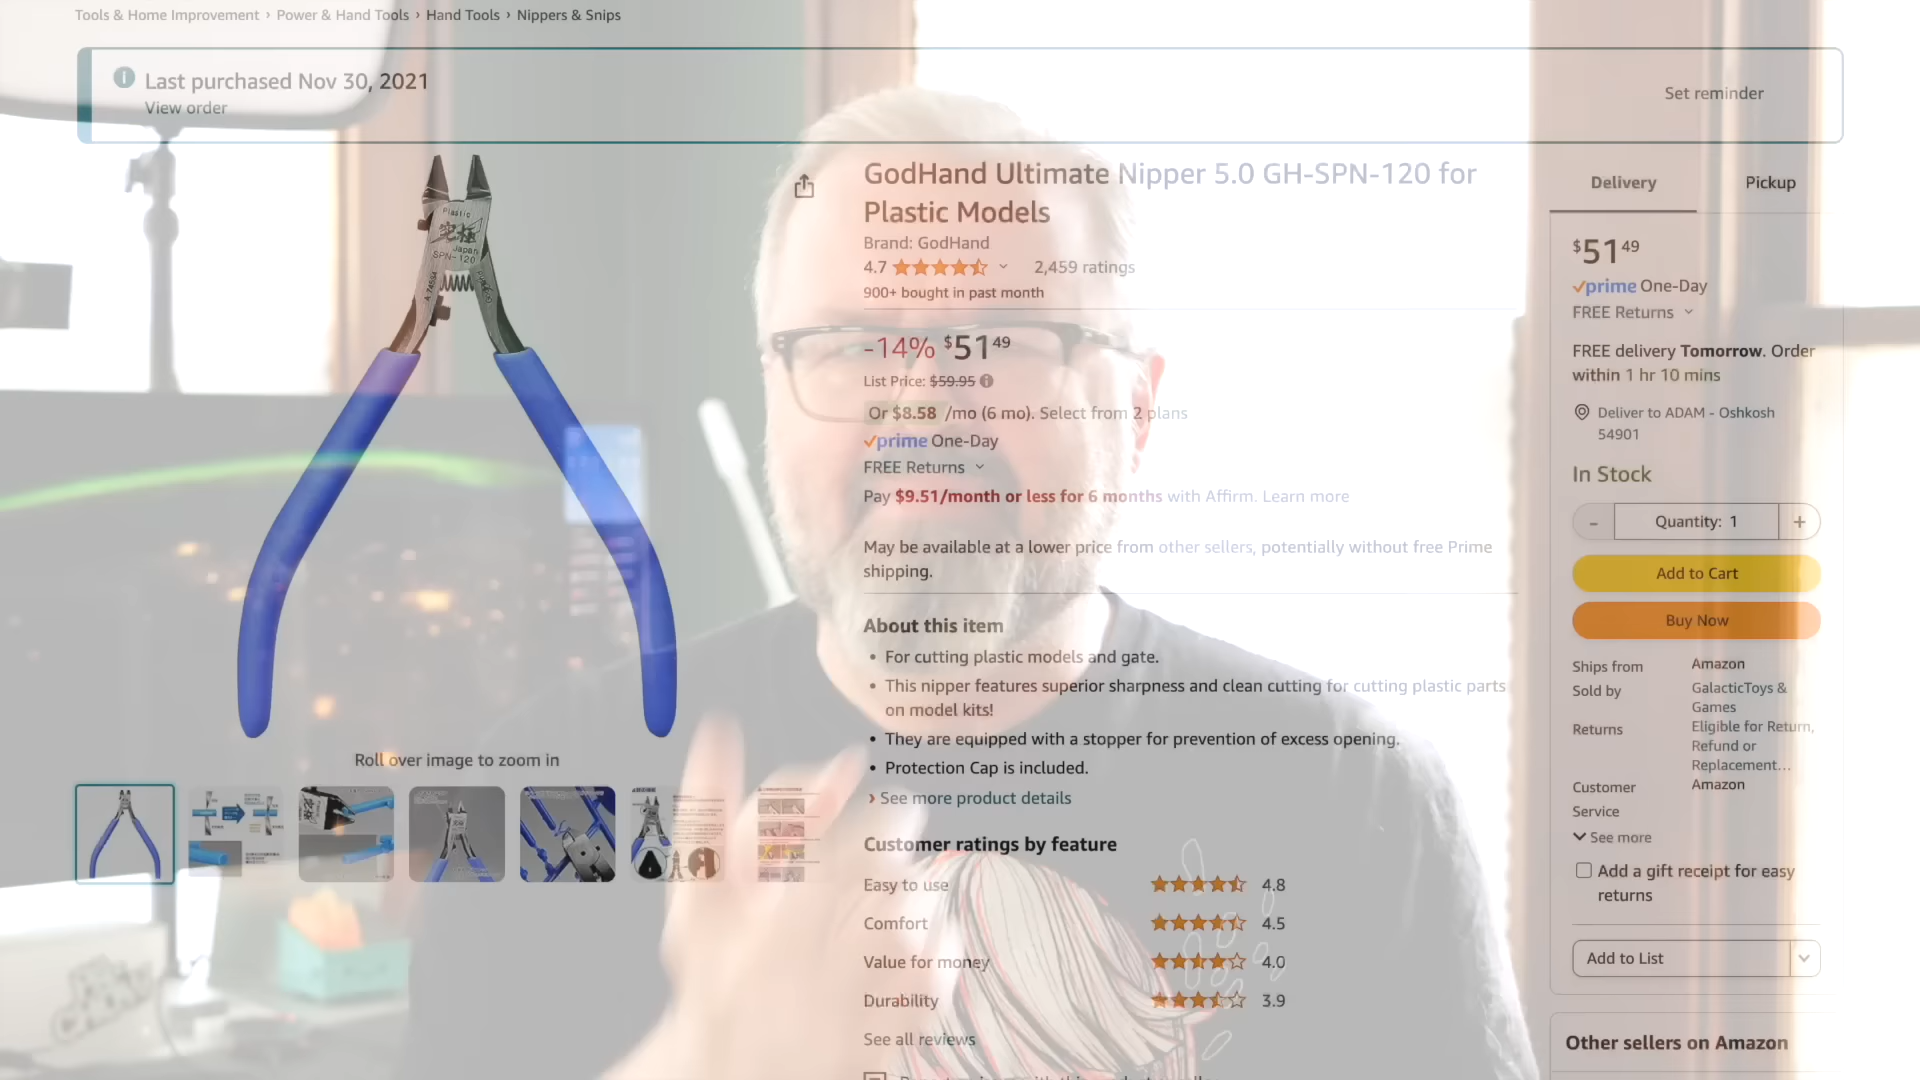 Tools & Home Improvement › Power & Hand Tools › Hand Tools › Nippers & Snips
Last purchased Nov 30, 2021
View order
Set reminder
Plastic
究極
Japan
SPN-120
Roll over image to zoom in
GodHand Ultimate Nipper 5.0 GH-SPN-120 for
Plastic Models
Brand: GodHand
4.7 2,459 ratings
900+ bought in past month
-14% $51 49
List Price: $59.95
Or $8.58 /mo (6 mo). Select from 2 plans
prime One-Day
FREE Returns
Pay $9.51/month or less for 6 months with Affirm. Learn more
May be available at a lower price from other sellers, potentially without free Prime
shipping.
About this item
• For cutting plastic models and gate.
• This nipper features superior sharpness and clean cutting for cutting plastic parts
on model kits!
• They are equipped with a stopper for prevention of excess opening.
• Protection Cap is included.
› See more product details
Customer ratings by feature
Easy to use 4.8
Comfort 4.5
Value for money 4.0
Durability 3.9
See all reviews
Delivery Pickup
$51 49
prime One-Day
FREE Returns
FREE delivery Tomorrow. Order
within 1 hr 10 mins
Deliver to ADAM - Oshkosh
54901
In Stock
- Quantity: 1 +
Add to Cart
Buy Now
Ships from Amazon
Sold by GalacticToys &
Games
Returns Eligible for Return,
Refund or
Replacement...
Customer Amazon
Service
See more
Add a gift receipt for easy
returns
Add to List
Other sellers on Amazon